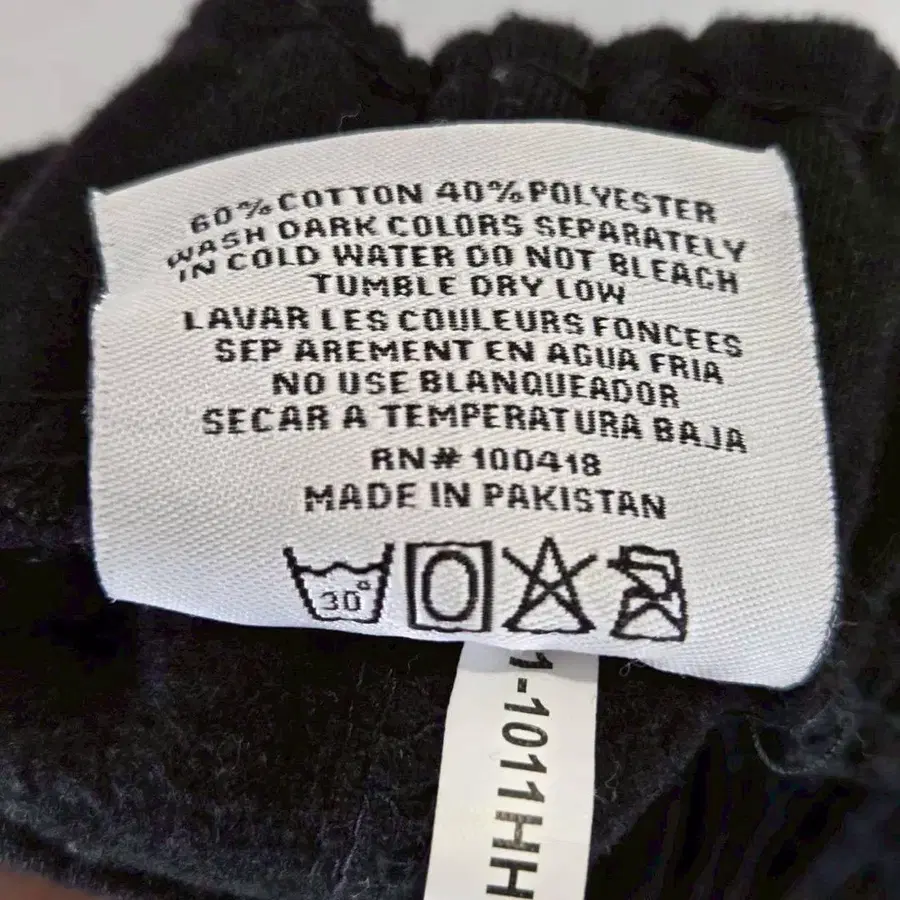 60% COTTON 40% POLYESTER
WASH DARK COLORS SEPARATELY
IN COLD WATER DO NOT BLEACH
TUMBLE DRY LOW
LAVAR LES COULEURS FONCEES
SEP AREMENT EN AGUA FRIA
NO USE BLANQUEADOR
SECAR A TEMPERATURA BAJA
RN# 100418
MADE IN PAKISTAN
30°
1-1011HH